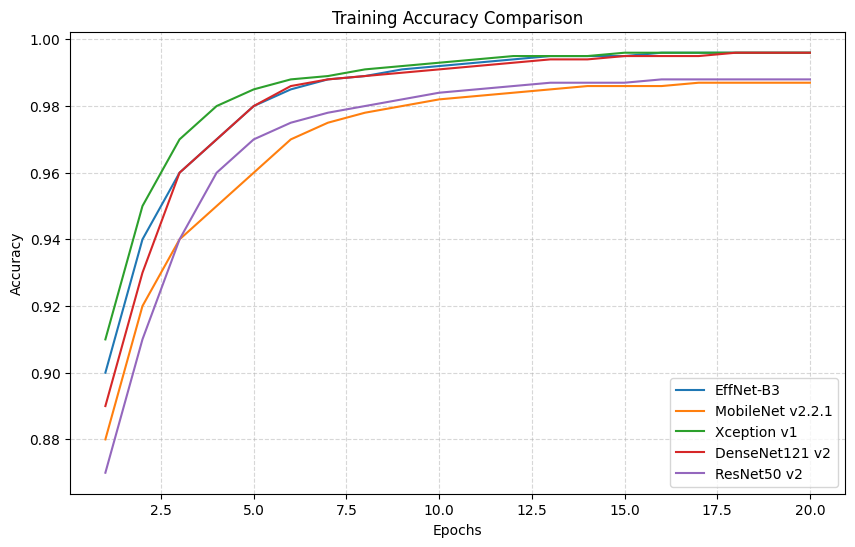 Training Accuracy Comparison
1.00
0.98
0.96
0.94
0.92
0.90
0.88
Accuracy
2.5 5.0 7.5 10.0 12.5 15.0 17.5 20.0
Epochs
EffNet-B3
MobileNet v2.2.1
Xception v1
DenseNet121 v2
ResNet50 v2